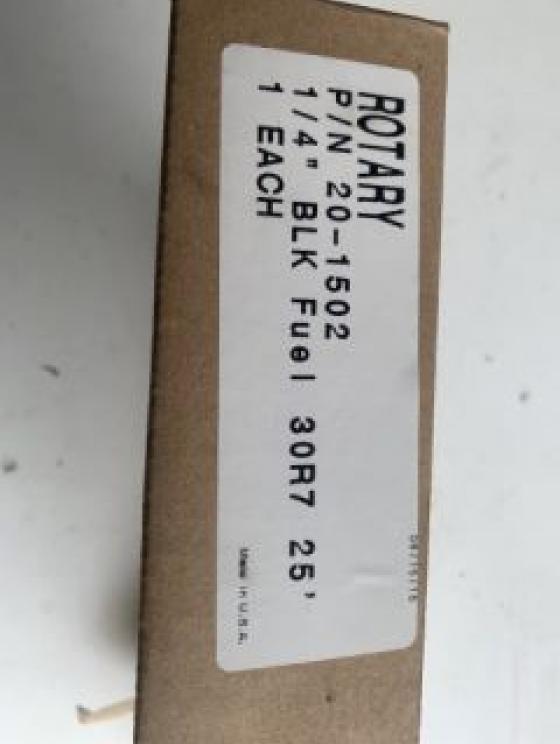 ROTARY
P/N 20-1502
1/4" BLK Fuel 30R7 25'
1 EACH
Made in U.S.A.